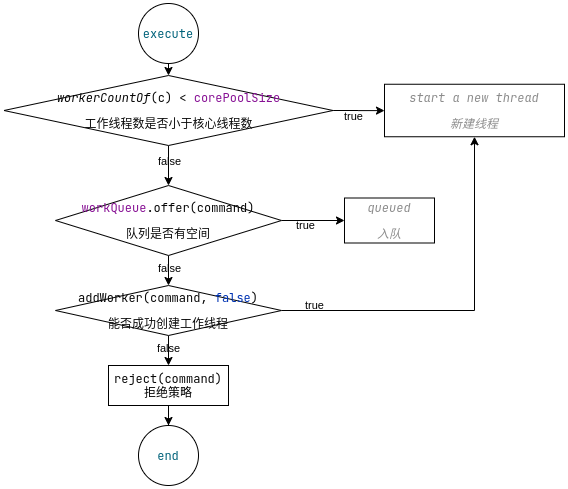 execute
workerCountOf(c) < corePoolSize
工作线程数是否小于核心线程数
true
start a new thread
新建线程
false
workQueue.offer(command)
队列是否有空间
true
queued
入队
false
addWorker(command, false)
能否成功创建工作线程
true
false
reject(command)
拒绝策略
end